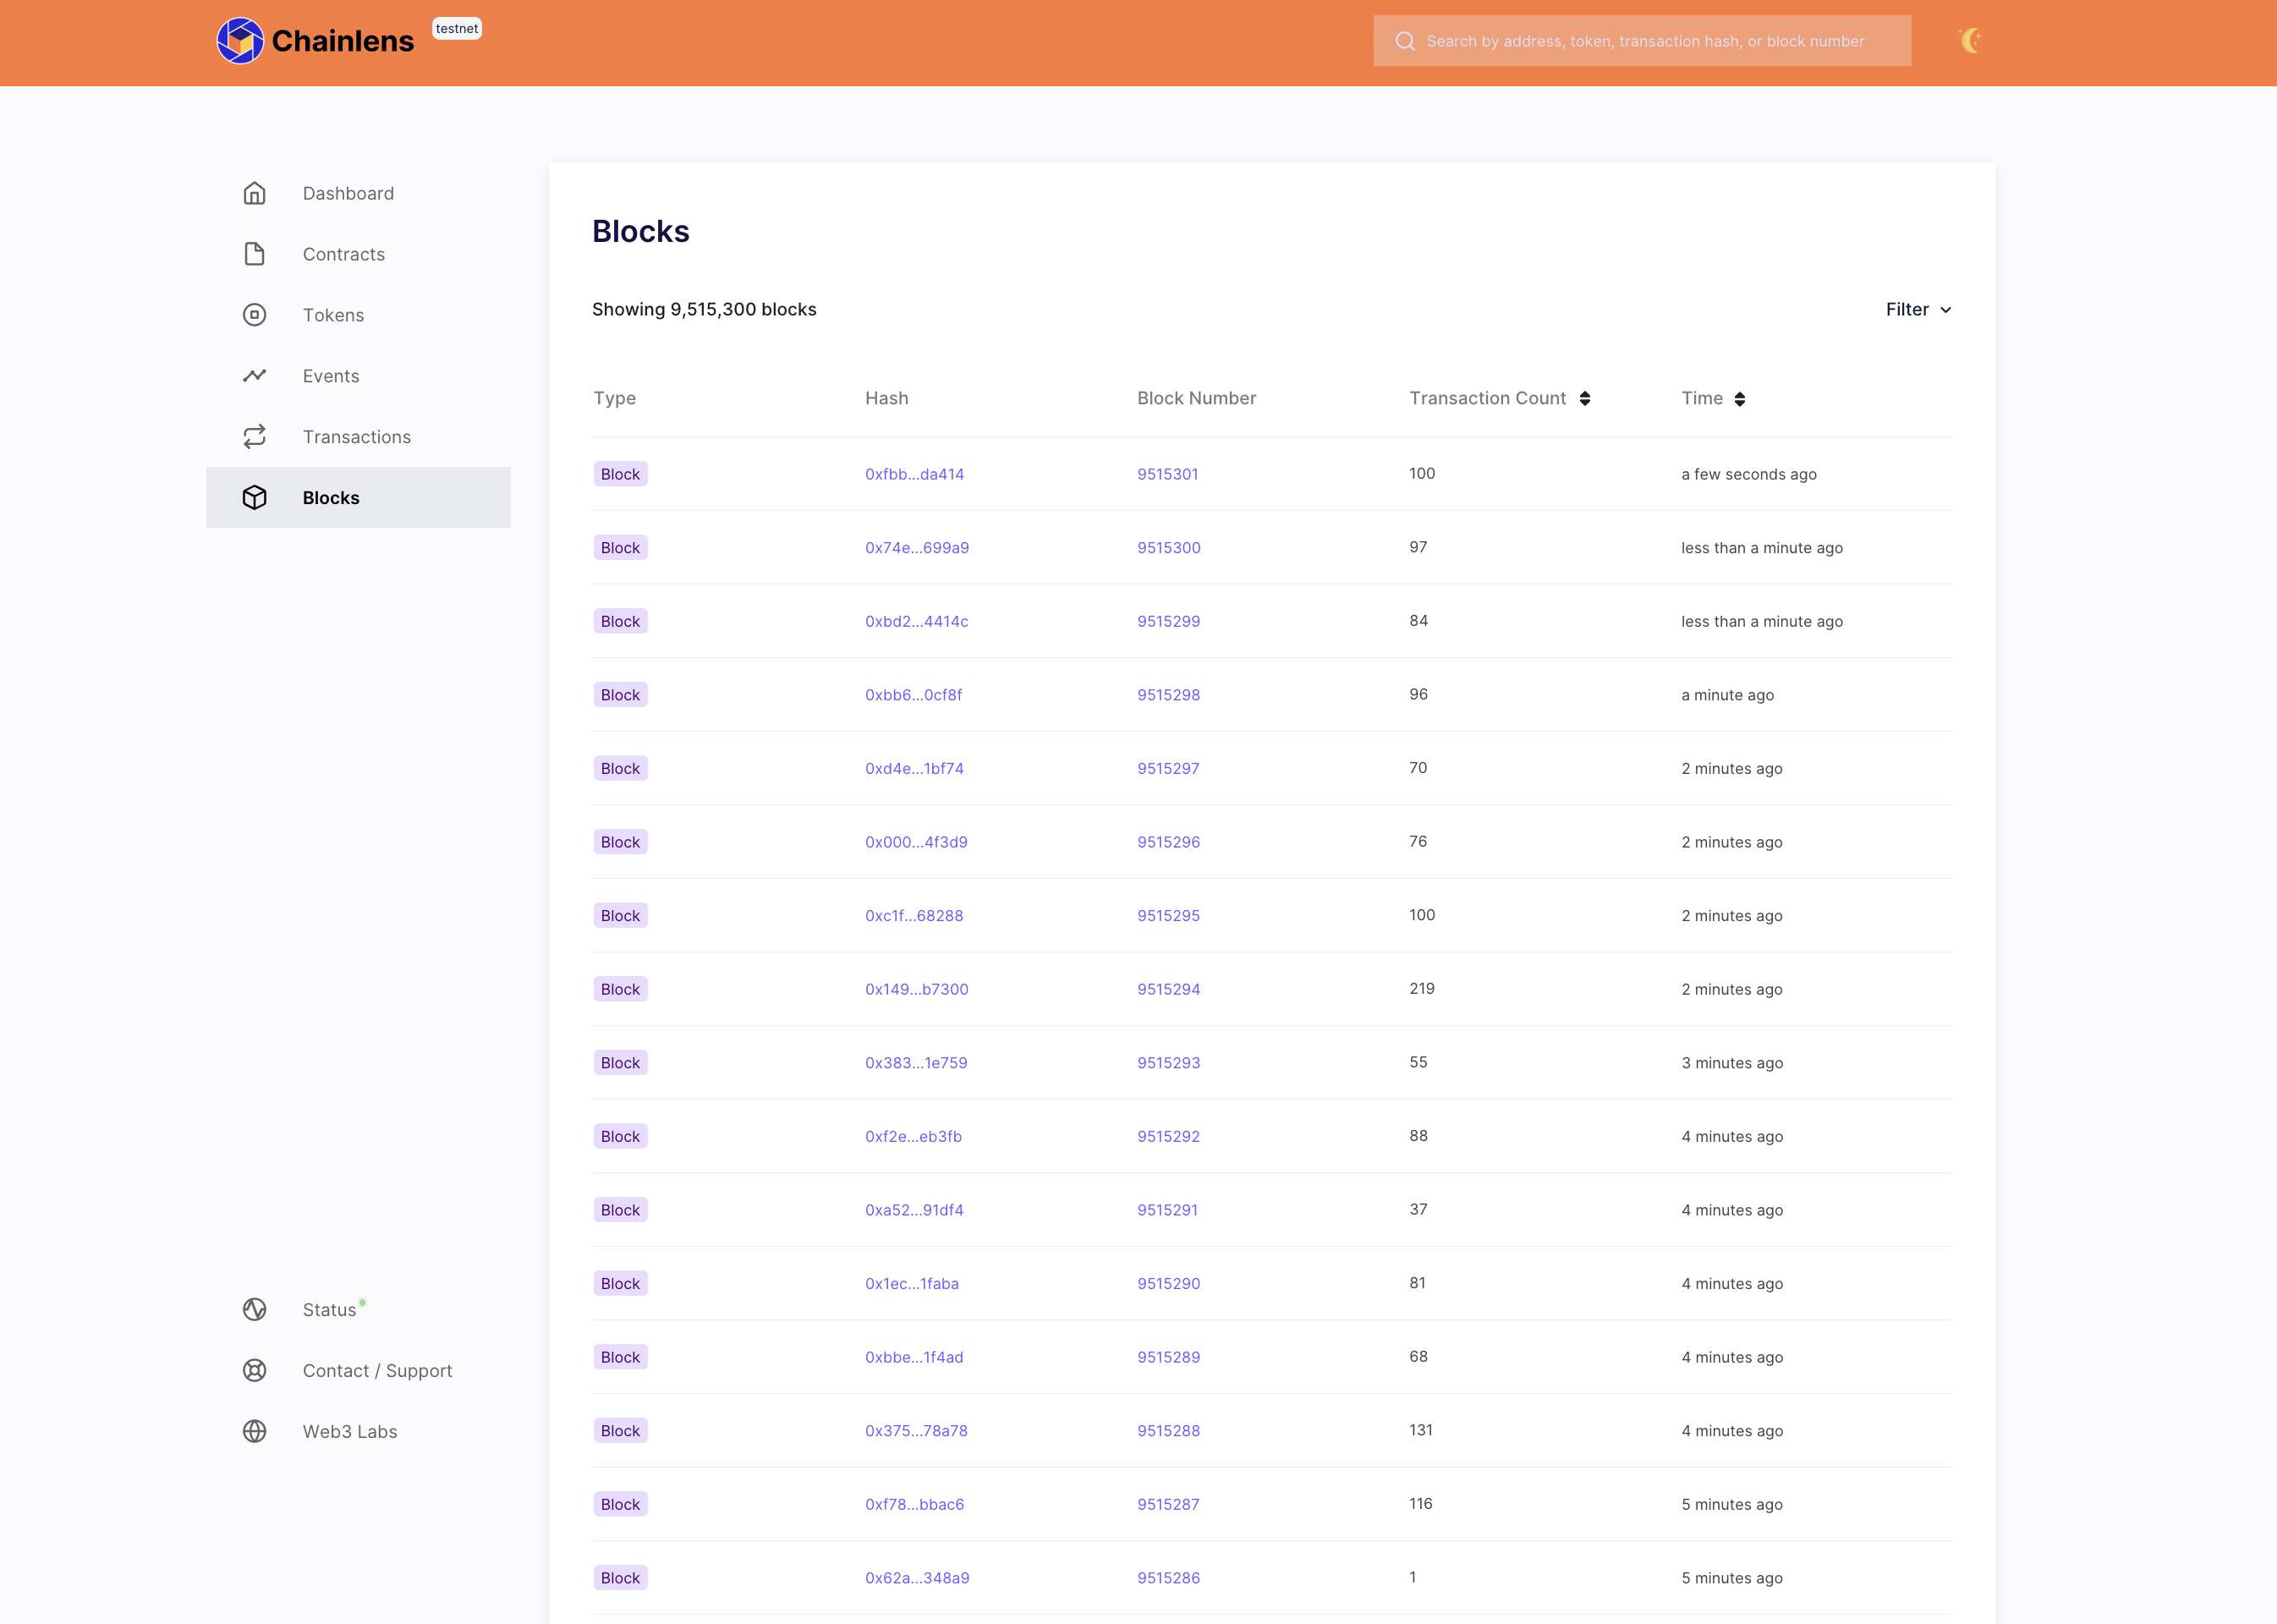 Chainlens testnet
Search by address, token, transaction hash, or block number
Dashboard
Contracts
Tokens
Events
Transactions
Blocks
Status
Contact / Support
Web3 Labs
Blocks
Showing 9,515,300 blocks
Filter
Type Hash Block Number Transaction Count Time
Block 0xfbb...da414 9515301 100 a few seconds ago
Block 0x74e...699a9 9515300 97 less than a minute ago
Block 0xbd2...4414c 9515299 84 less than a minute ago
Block 0xbb6...0cf8f 9515298 96 a minute ago
Block 0xd4e...1bf74 9515297 70 2 minutes ago
Block 0x000...4f3d9 9515296 76 2 minutes ago
Block 0xc1f...68288 9515295 100 2 minutes ago
Block 0x149...b7300 9515294 219 2 minutes ago
Block 0x383...1e759 9515293 55 3 minutes ago
Block 0xf2e...eb3fb 9515292 88 4 minutes ago
Block 0xa52...91df4 9515291 37 4 minutes ago
Block 0x1ec...1faba 9515290 81 4 minutes ago
Block 0xbbe...1f4ad 9515289 68 4 minutes ago
Block 0x375...78a78 9515288 131 4 minutes ago
Block 0xf78...bbac6 9515287 116 5 minutes ago
Block 0x62a...348a9 9515286 1 5 minutes ago